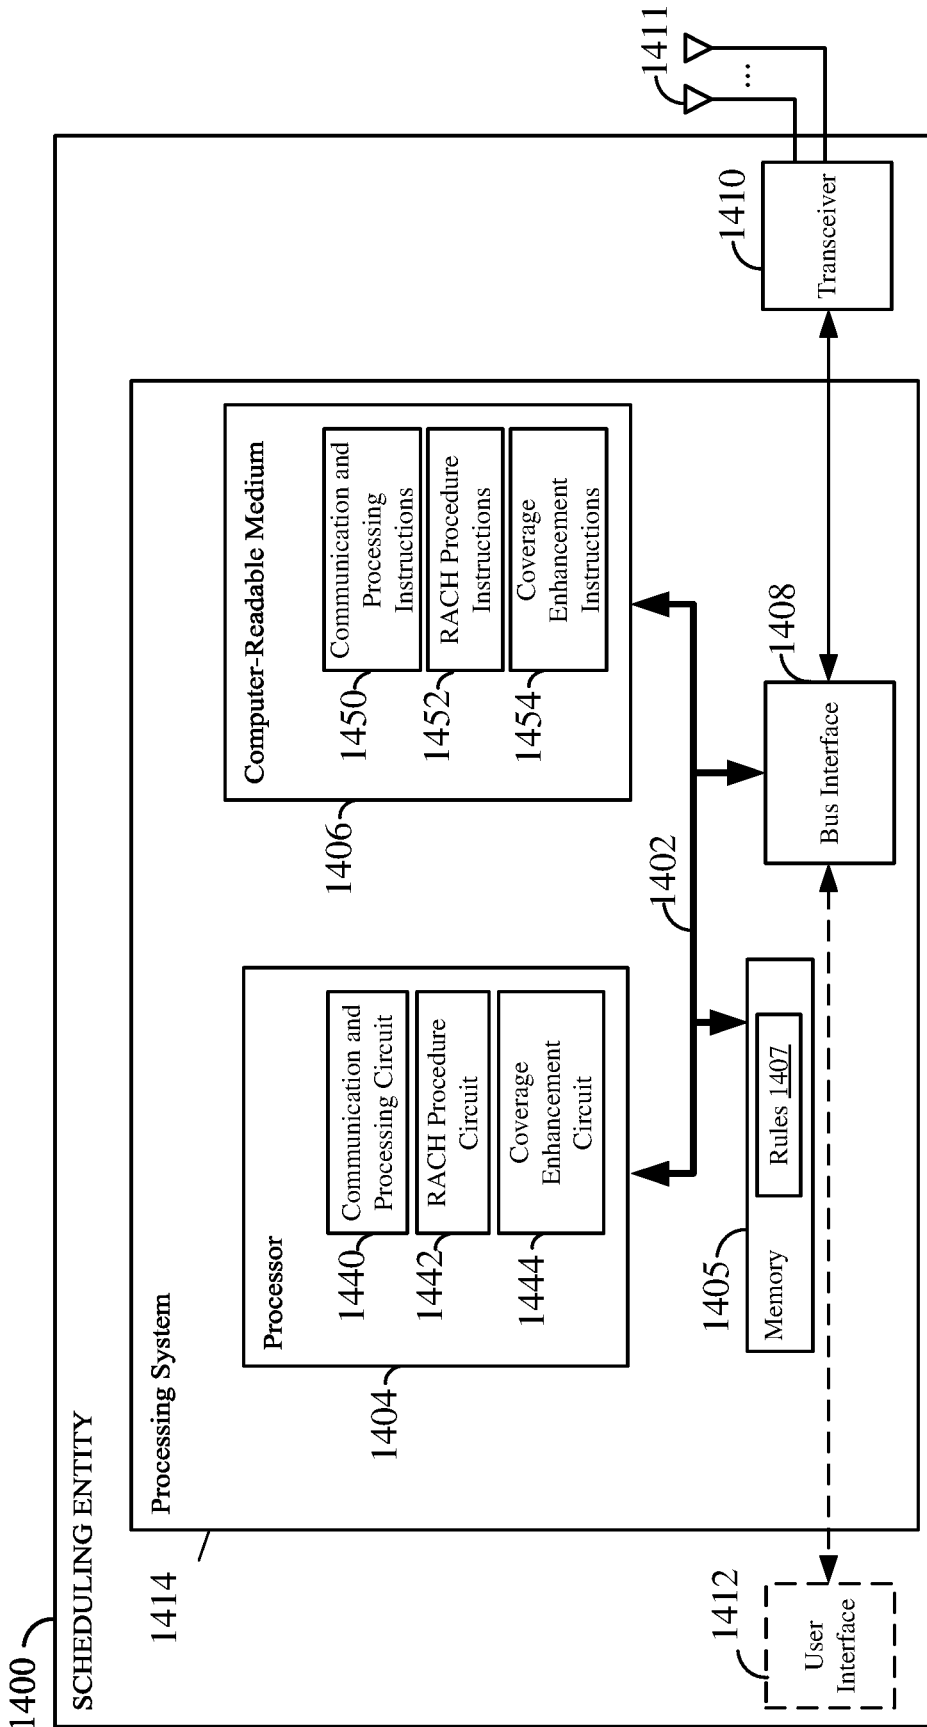 1400
SCHEDULING ENTITY
1414
Processing System
1404
Processor
1440
Communication and
Processing Circuit
1442
RACH Procedure
Circuit
1444
Coverage
Enhancement
Circuit
1406
Computer-Readable Medium
1450
Communication and
Processing
Instructions
1452
RACH Procedure
Instructions
1454
Coverage
Enhancement
Instructions
1402
1405
Memory
Rules 1407
1408
Bus Interface
1412
User
Interface
1410
Transceiver
1411
...